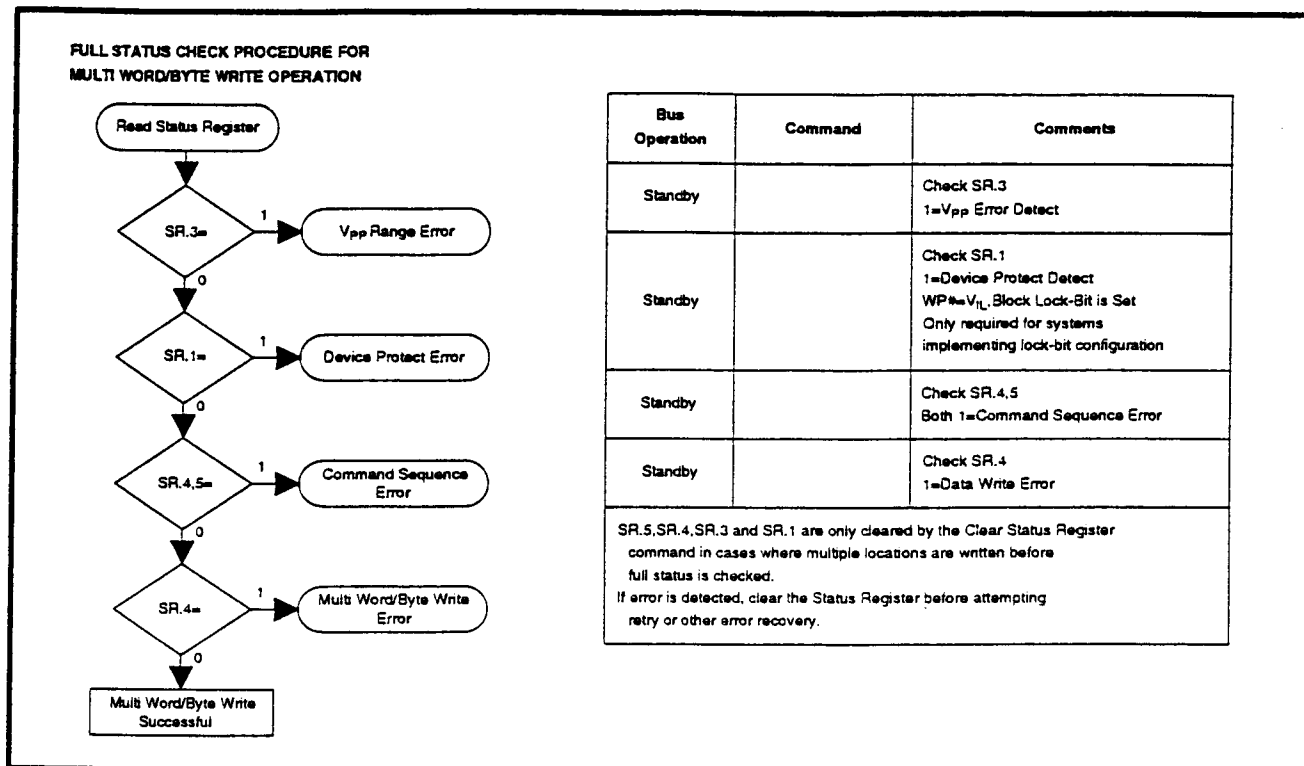 FULL STATUS CHECK PROCEDURE FOR
MULTI WORD/BYTE WRITE OPERATION
Read Status Register
SR.3=
1
VPP Range Error
0
SR.1=
1
Device Protect Error
0
SR.4,5=
1
Command Sequence
Error
0
SR.4=
1
Multi Word/Byte Write
Error
0
Multi Word/Byte Write
Successful
Bus
Operation
Command
Comments
Standby
Check SR.3
1=VPP Error Detect
Standby
Check SR.1
1=Device Protect Detect
WP#=VIL,Block Lock-Bit is Set
Only required for systems
implementing lock-bit configuration
Standby
Check SR.4,5
Both 1=Command Sequence Error
Standby
Check SR.4
1=Data Write Error
SR.5,SR.4,SR.3 and SR.1 are only cleared by the Clear Status Register
command in cases where multiple locations are written before
full status is checked.
If error is detected, clear the Status Register before attempting
retry or other error recovery.